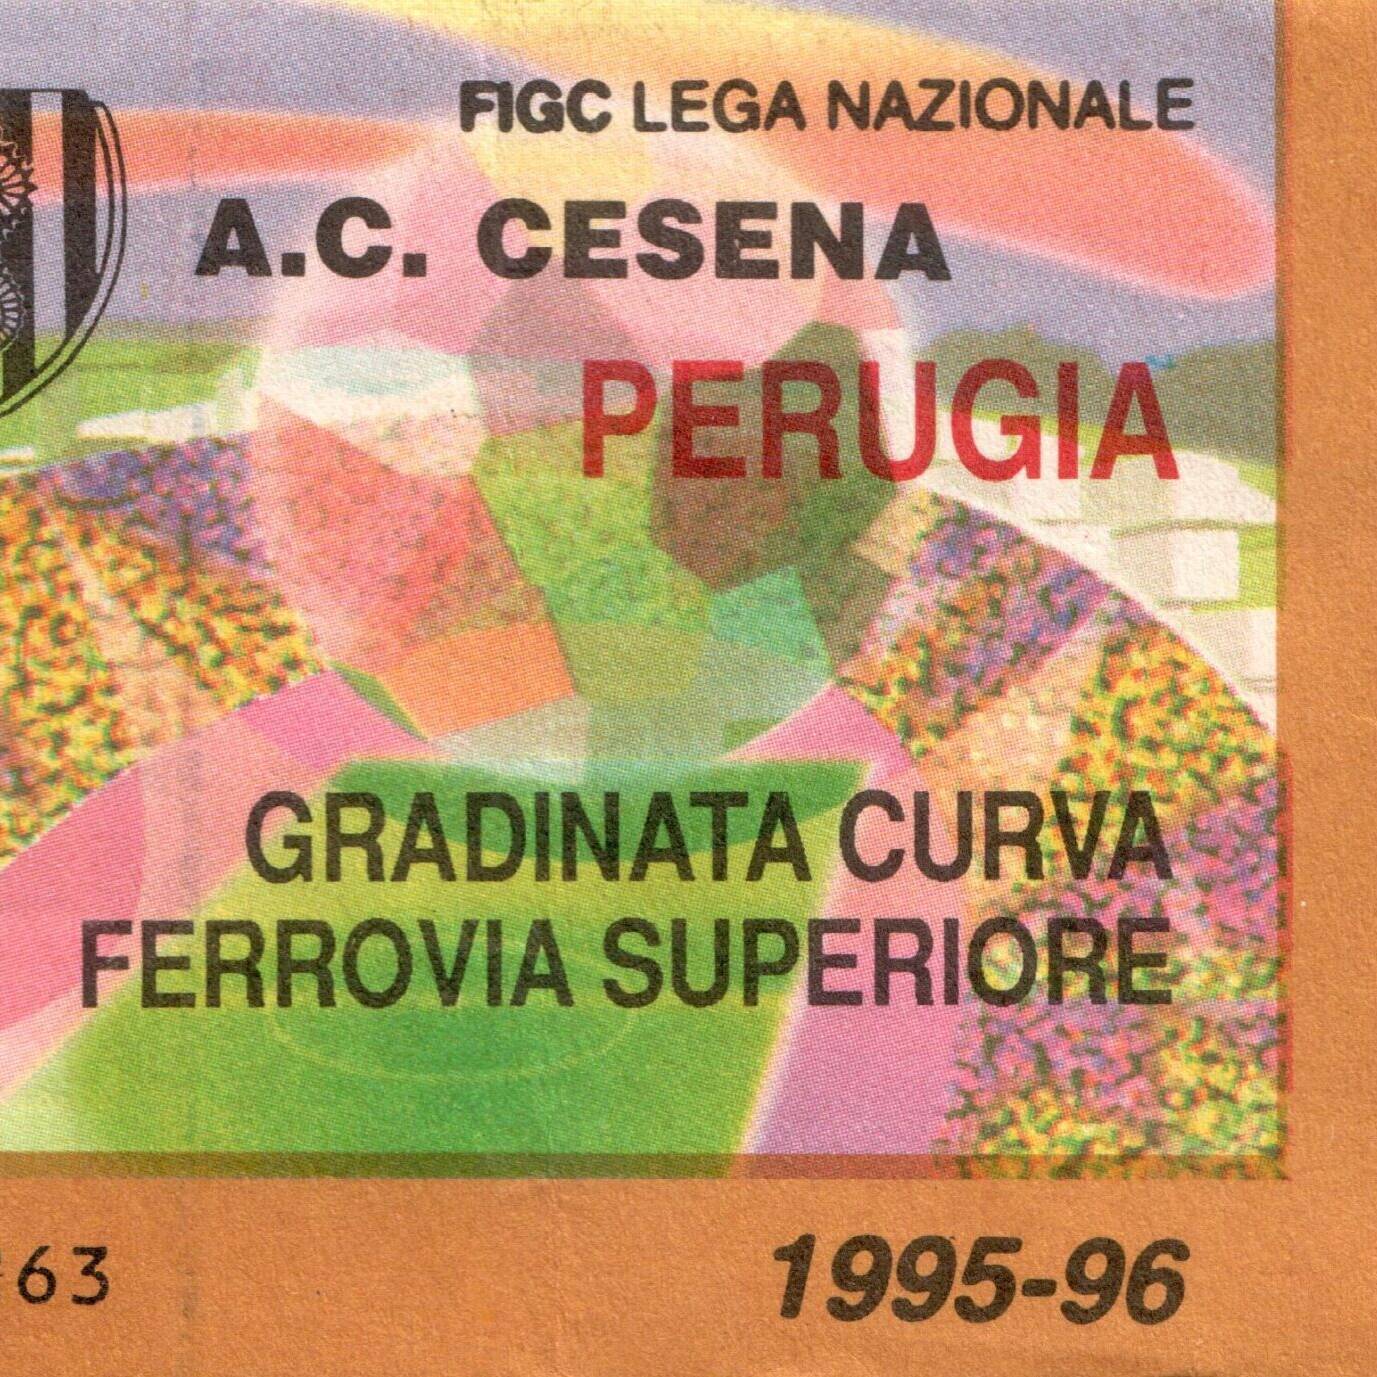 FIGC LEGA NAZIONALE
A.C. CESENA
PERUGIA
GRADINATA CURVA
FERROVIA SUPERIORE
63
1995-96